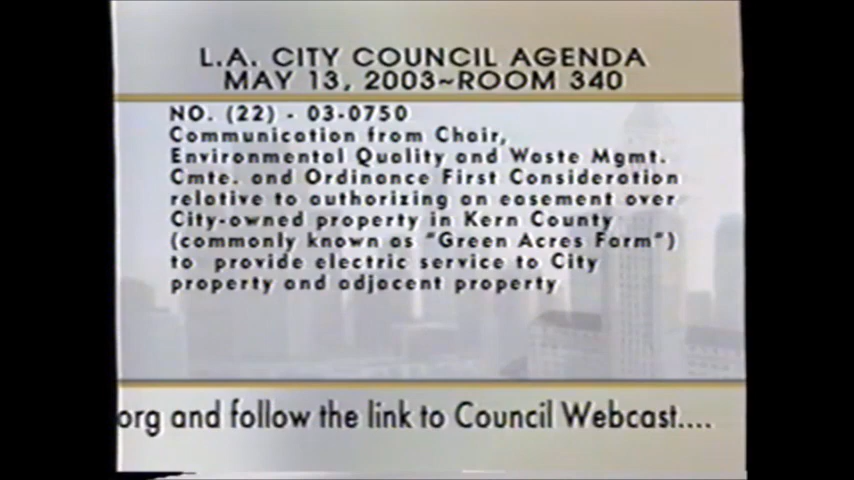 L.A. CITY COUNCIL AGENDA
MAY 13, 2003~ROOM 340
NO. (22) - 03-0750
Communication from Chair,
Environmental Quality and Waste Mgmt.
Cmte. and Ordinance First Consideration
relative to authorizing an easement over
City-owned property in Kern County
(commonly known as "Green Acres Farm")
to provide electric service to City
property and adjacent property
org and follow the link to Council Webcast....